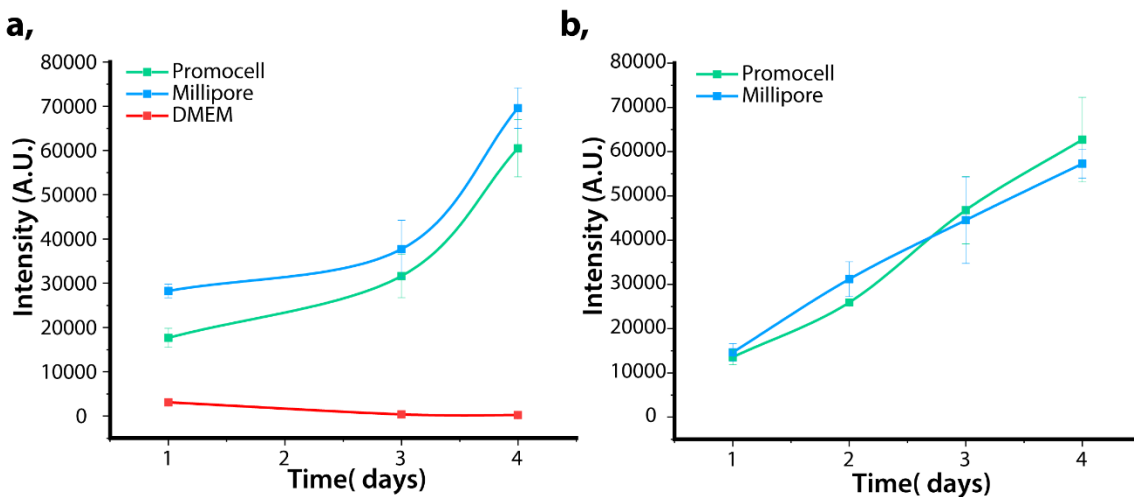 a,
Intensity (A.U.)
80000
70000
60000
50000
40000
30000
20000
10000
0
Promocell
Millipore
DMEM
1
2
3
4
Time( days)
b,
Intensity (A.U.)
80000
70000
60000
50000
40000
30000
20000
10000
0
Promocell
Millipore
1
2
3
4
Time( days)